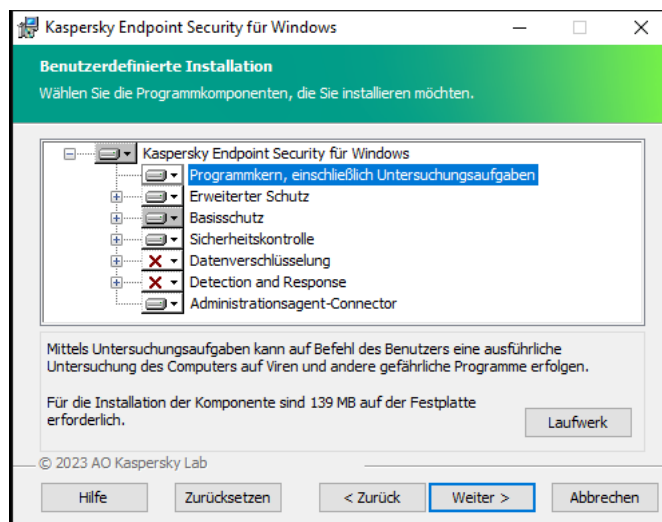 Kaspersky Endpoint Security für Windows
Benutzerdefinierte Installation
Wählen Sie die Programmkomponenten, die Sie installieren möchten.
Kaspersky Endpoint Security für Windows
Programmkern, einschließlich Untersuchungsaufgaben
Erweiterter Schutz
Basisschutz
Sicherheitskontrolle
Datenverschlüsselung
Detection and Response
Administrationsagent-Connector
Mittels Untersuchungsaufgaben kann auf Befehl des Benutzers eine ausführliche
Untersuchung des Computers auf Viren und andere gefährliche Programme erfolgen.
Für die Installation der Komponente sind 139 MB auf der Festplatte
erforderlich.
Laufwerk
© 2023 AO Kaspersky Lab
Hilfe
Zurücksetzen
< Zurück
Weiter >
Abbrechen